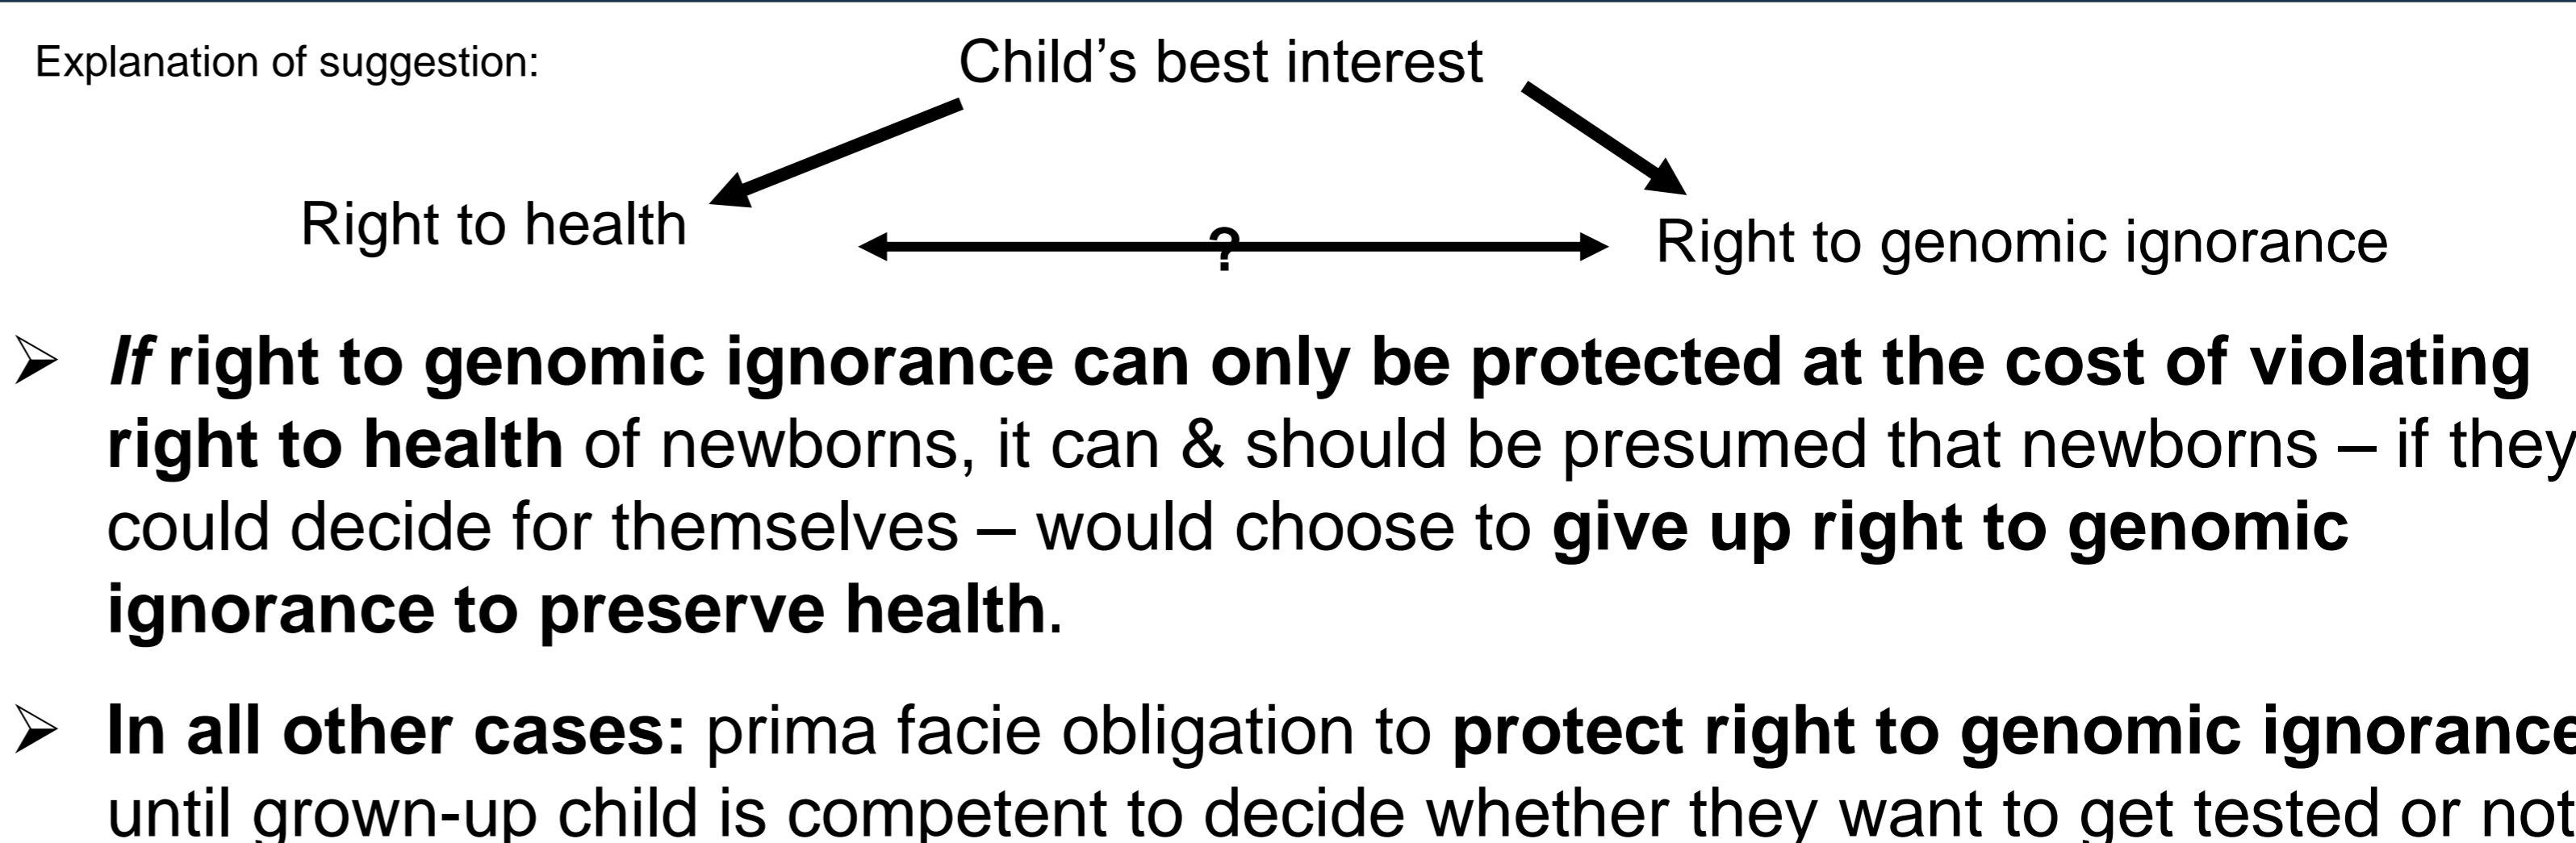 Explanation of suggestion:
Child's best interest
Right to health
?
Right to genomic ignorance
➢ If right to genomic ignorance can only be protected at the cost of violating
right to health of newborns, it can & should be presumed that newborns – if they
could decide for themselves – would choose to give up right to genomic
ignorance to preserve health.
➢ In all other cases: prima facie obligation to protect right to genomic ignorance
until grown-up child is competent to decide whether they want to get tested or not